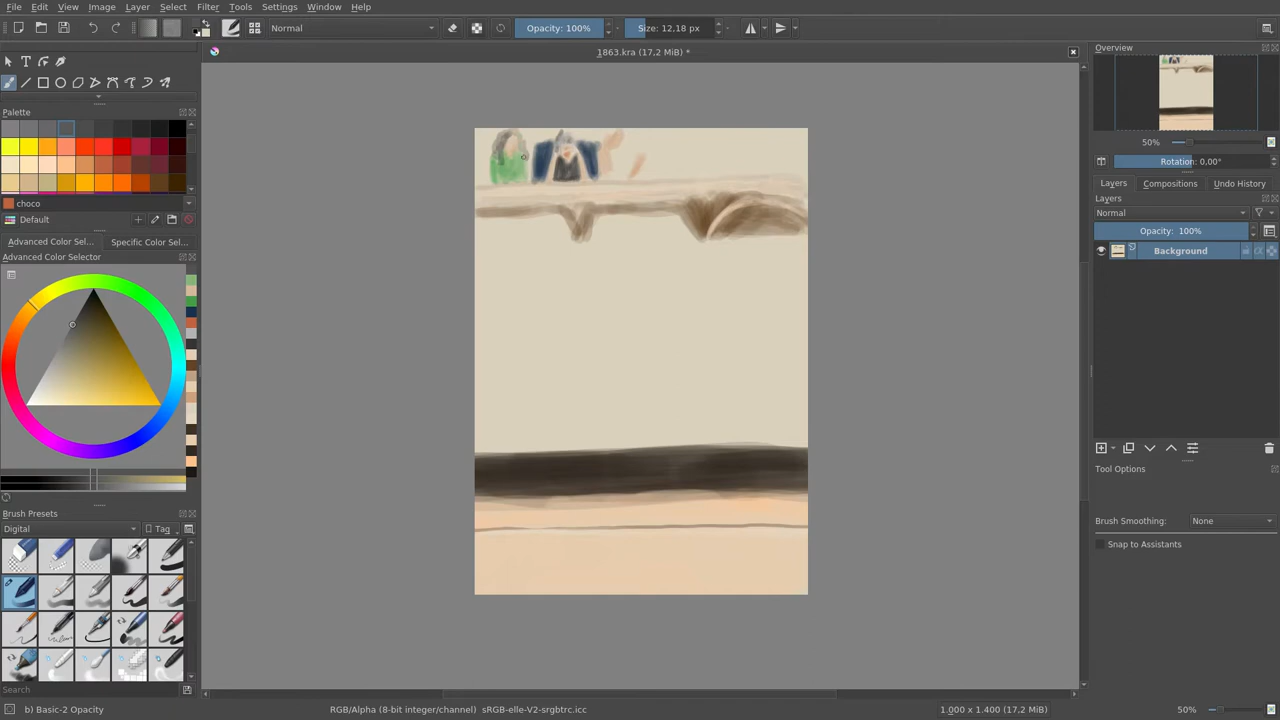 File Edit View Image Layer Select Filter Tools Settings Window Help
Normal Opacity: 100% Size: 12,18 px
1863.kra (17,2 MiB) *
Palette
choco
Default
Advanced Color Sel... Specific Color Sel...
Advanced Color Selector
Brush Presets
Digital Tag
Search
b) Basic-2 Opacity RGB/Alpha (8-bit integer/channel) sRGB-elle-V2-srgbtrc.icc 1.000 x 1.400 (17,2 MiB) 50%
Overview
50%
Rotation: 0,00°
Layers Compositions Undo History
Layers
Normal
Opacity: 100%
Background
Tool Options
Brush Smoothing: None
Snap to Assistants